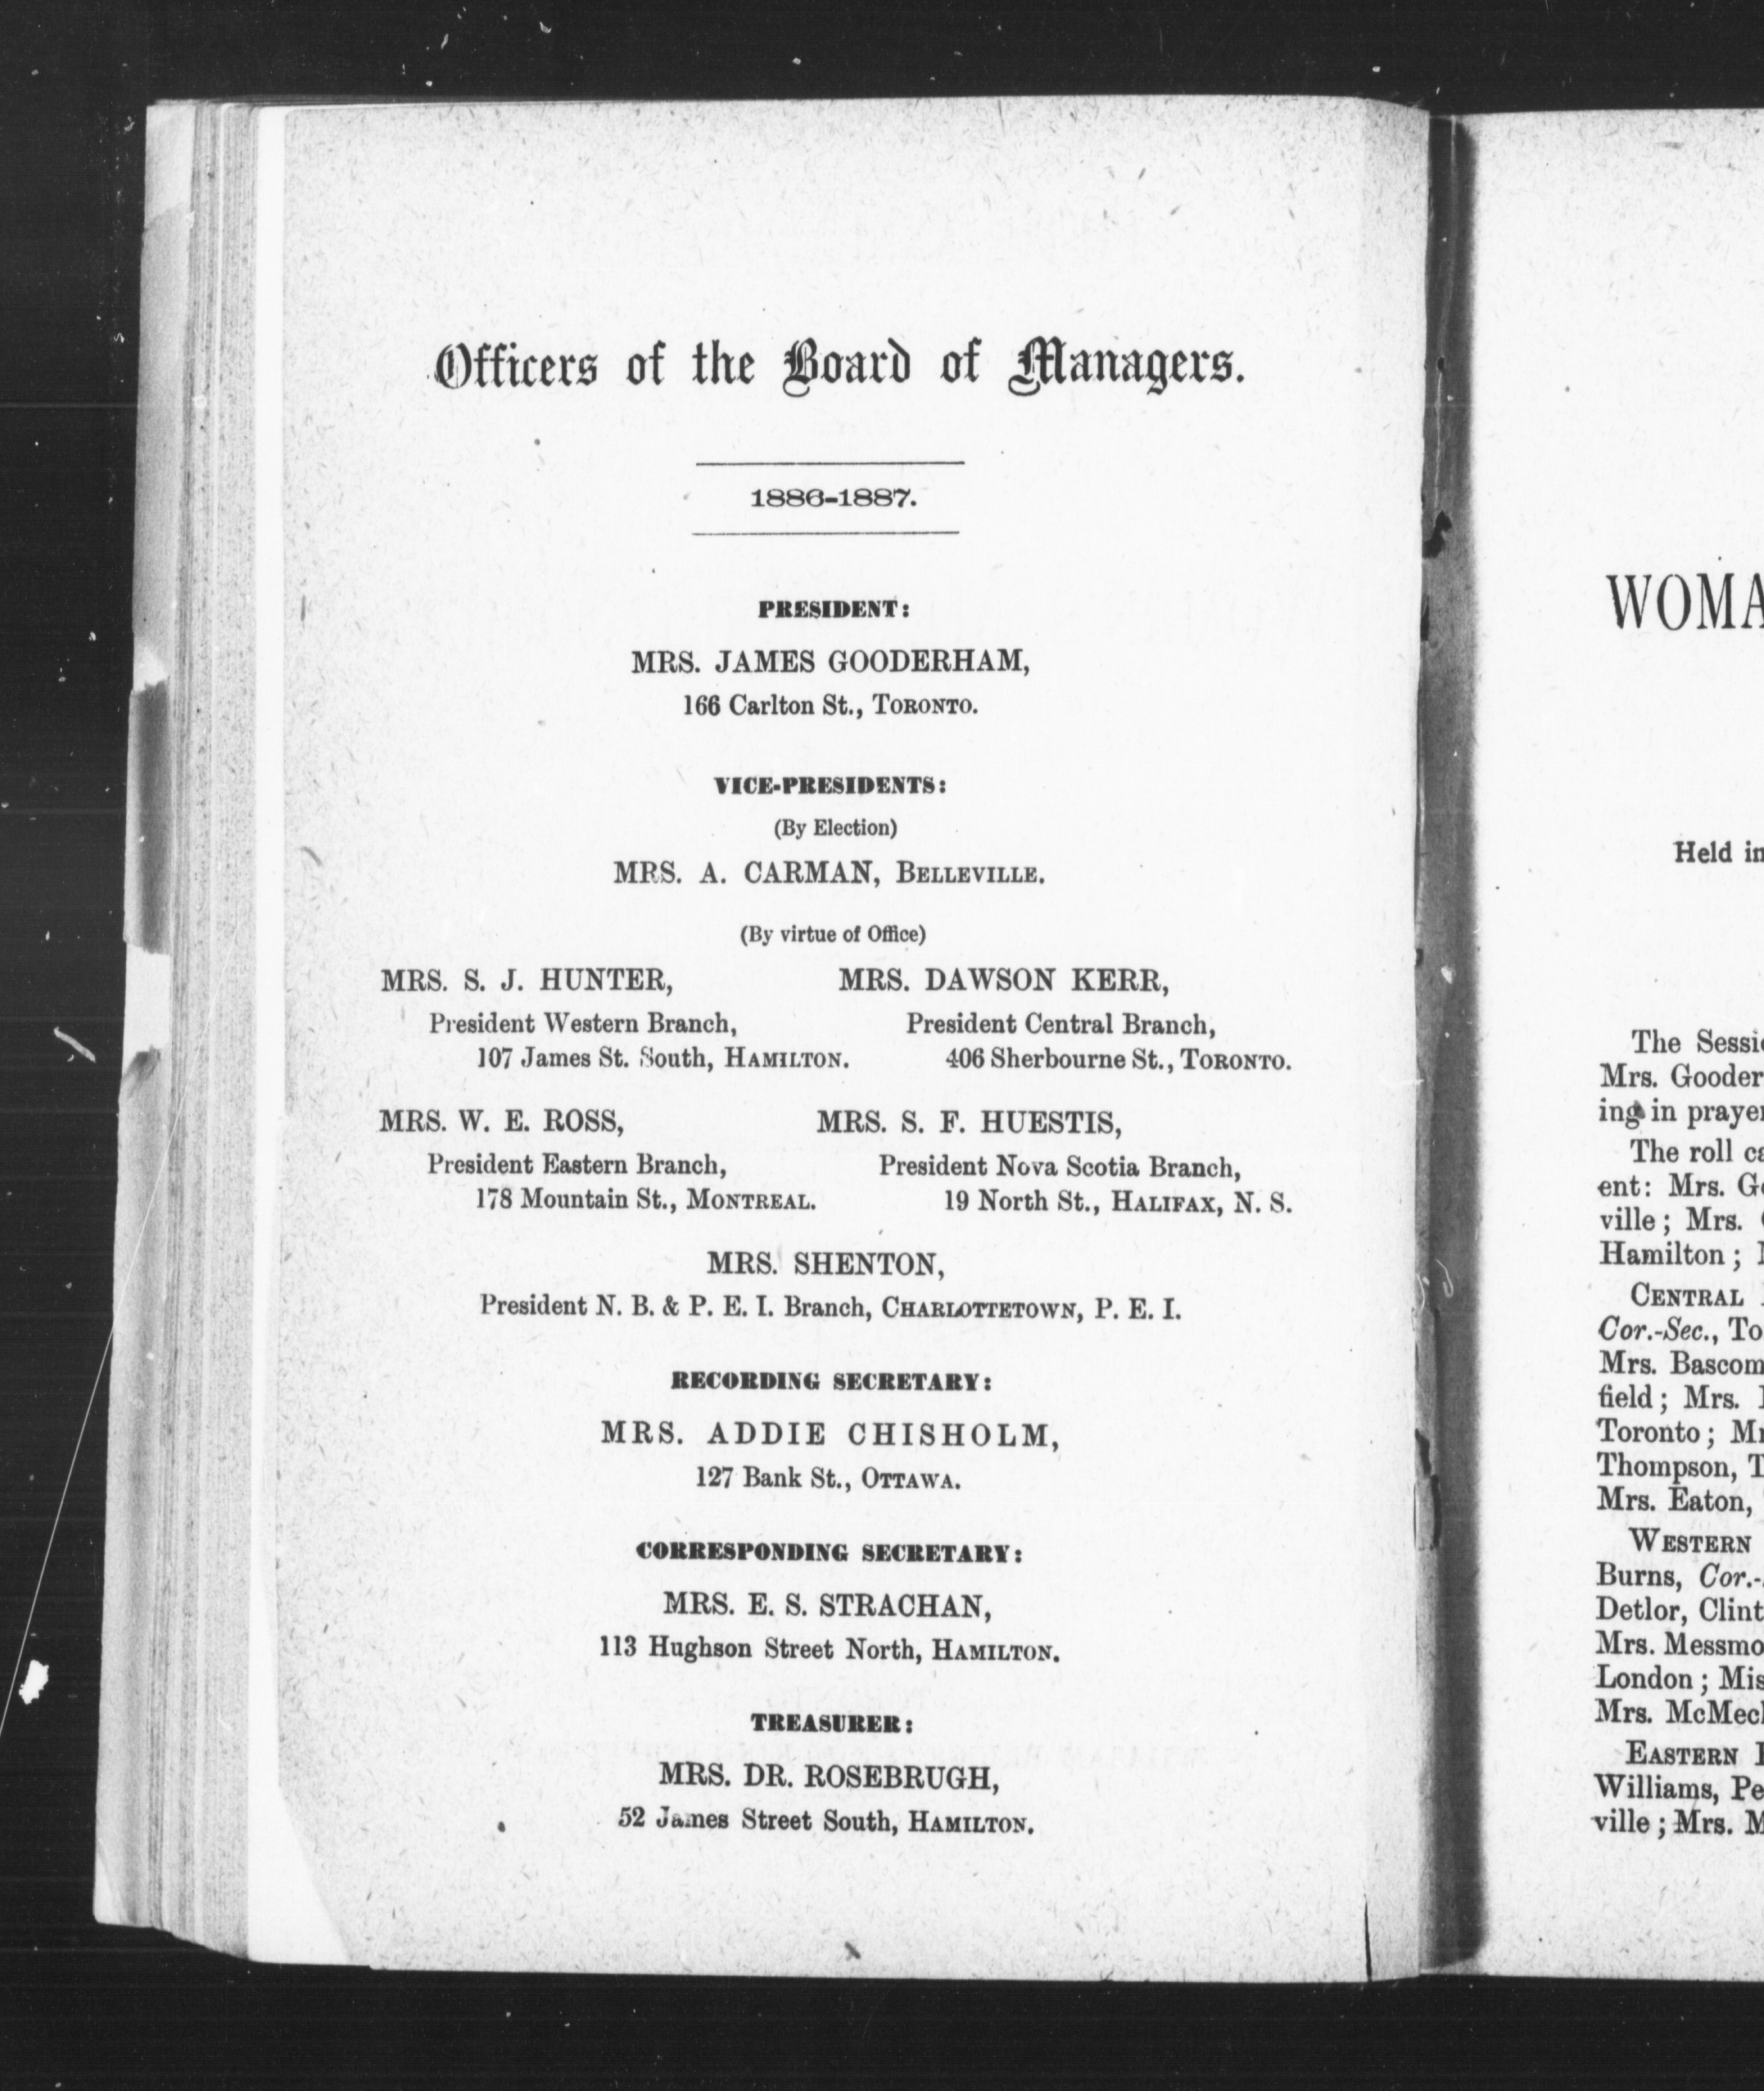 Officers of the Board of Managers.
1886-1887.
PRESIDENT:
MRS. JAMES GOODERHAM,
166 Carlton St., TORONTO.
VICE-PRESIDENTS:
(By Election)
MRS. A. CARMAN, BELLEVILLE.
(By virtue of Office)
MRS. S. J. HUNTER,
President Western Branch,
107 James St. South, HAMILTON.
MRS. DAWSON KERR,
President Central Branch,
406 Sherbourne St., TORONTO.
MRS. W. E. ROSS,
President Eastern Branch,
178 Mountain St., MONTREAL.
MRS. S. F. HUESTIS,
President Nova Scotia Branch,
19 North St., HALIFAX, N. S.
MRS. SHENTON,
President N. B. & P. E. I. Branch, CHARLOTTETOWN, P. E. I.
RECORDING SECRETARY:
MRS. ADDIE CHISHOLM,
127 Bank St., OTTAWA.
CORRESPONDING SECRETARY:
MRS. E. S. STRACHAN,
113 Hughson Street North, HAMILTON.
TREASURER:
MRS. DR. ROSEBRUGH,
52 James Street South, HAMILTON.
WOMA
Held in
The Sessi
Mrs. Gooder
ing in prayer
The roll ca
ent: Mrs. G
ville; Mrs.
Hamilton;
CENTRAL
Cor.-Sec., To
Mrs. Bascom
field; Mrs.
Toronto; Mr
Thompson, T
Mrs. Eaton,
WESTERN
Burns, Cor.-
Detlor, Clint
Mrs. Messmo
London; Mis
Mrs. McMec
EASTERN
Williams, Pe
ville; Mrs. M